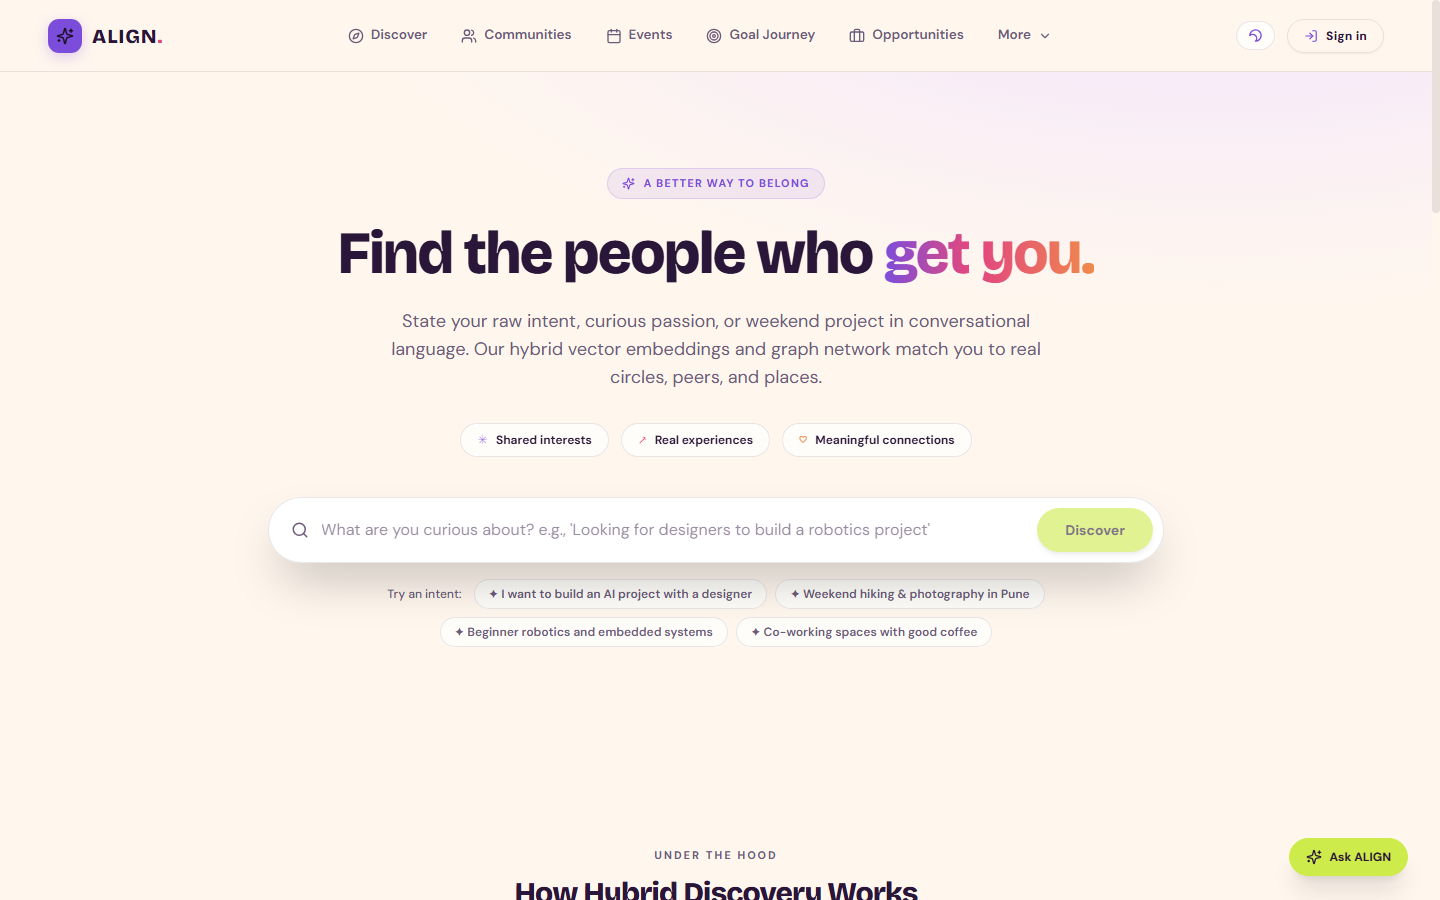 ALIGN.
Discover
Communities
Events
Goal Journey
Opportunities
More
Sign in
A BETTER WAY TO BELONG
Find the people who get you.
State your raw intent, curious passion, or weekend project in conversational
language. Our hybrid vector embeddings and graph network match you to real
circles, peers, and places.
Shared interests
Real experiences
Meaningful connections
What are you curious about? e.g., 'Looking for designers to build a robotics project'
Discover
Try an intent:
✦ I want to build an AI project with a designer
✦ Weekend hiking & photography in Pune
✦ Beginner robotics and embedded systems
✦ Co-working spaces with good coffee
UNDER THE HOOD
How Hybrid Discovery Works
Ask ALIGN